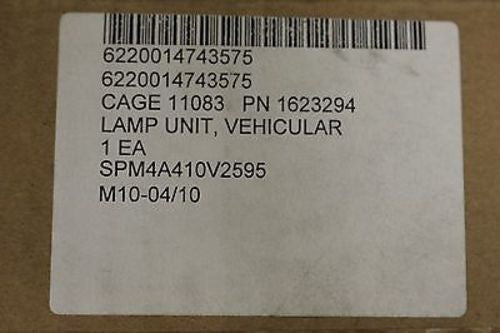 6220014743575
6220014743575
CAGE 11083 PN 1623294
LAMP UNIT, VEHICULAR
1 EA
SPM4A410V2595
M10-04/10